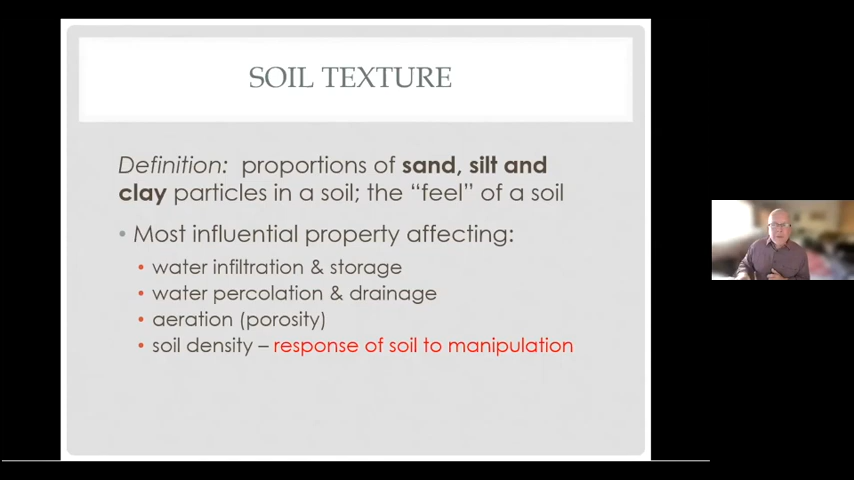 SOIL TEXTURE
Definition: proportions of sand, silt and
clay particles in a soil; the “feel” of a soil
• Most influential property affecting:
• water infiltration & storage
• water percolation & drainage
• aeration (porosity)
• soil density – response of soil to manipulation